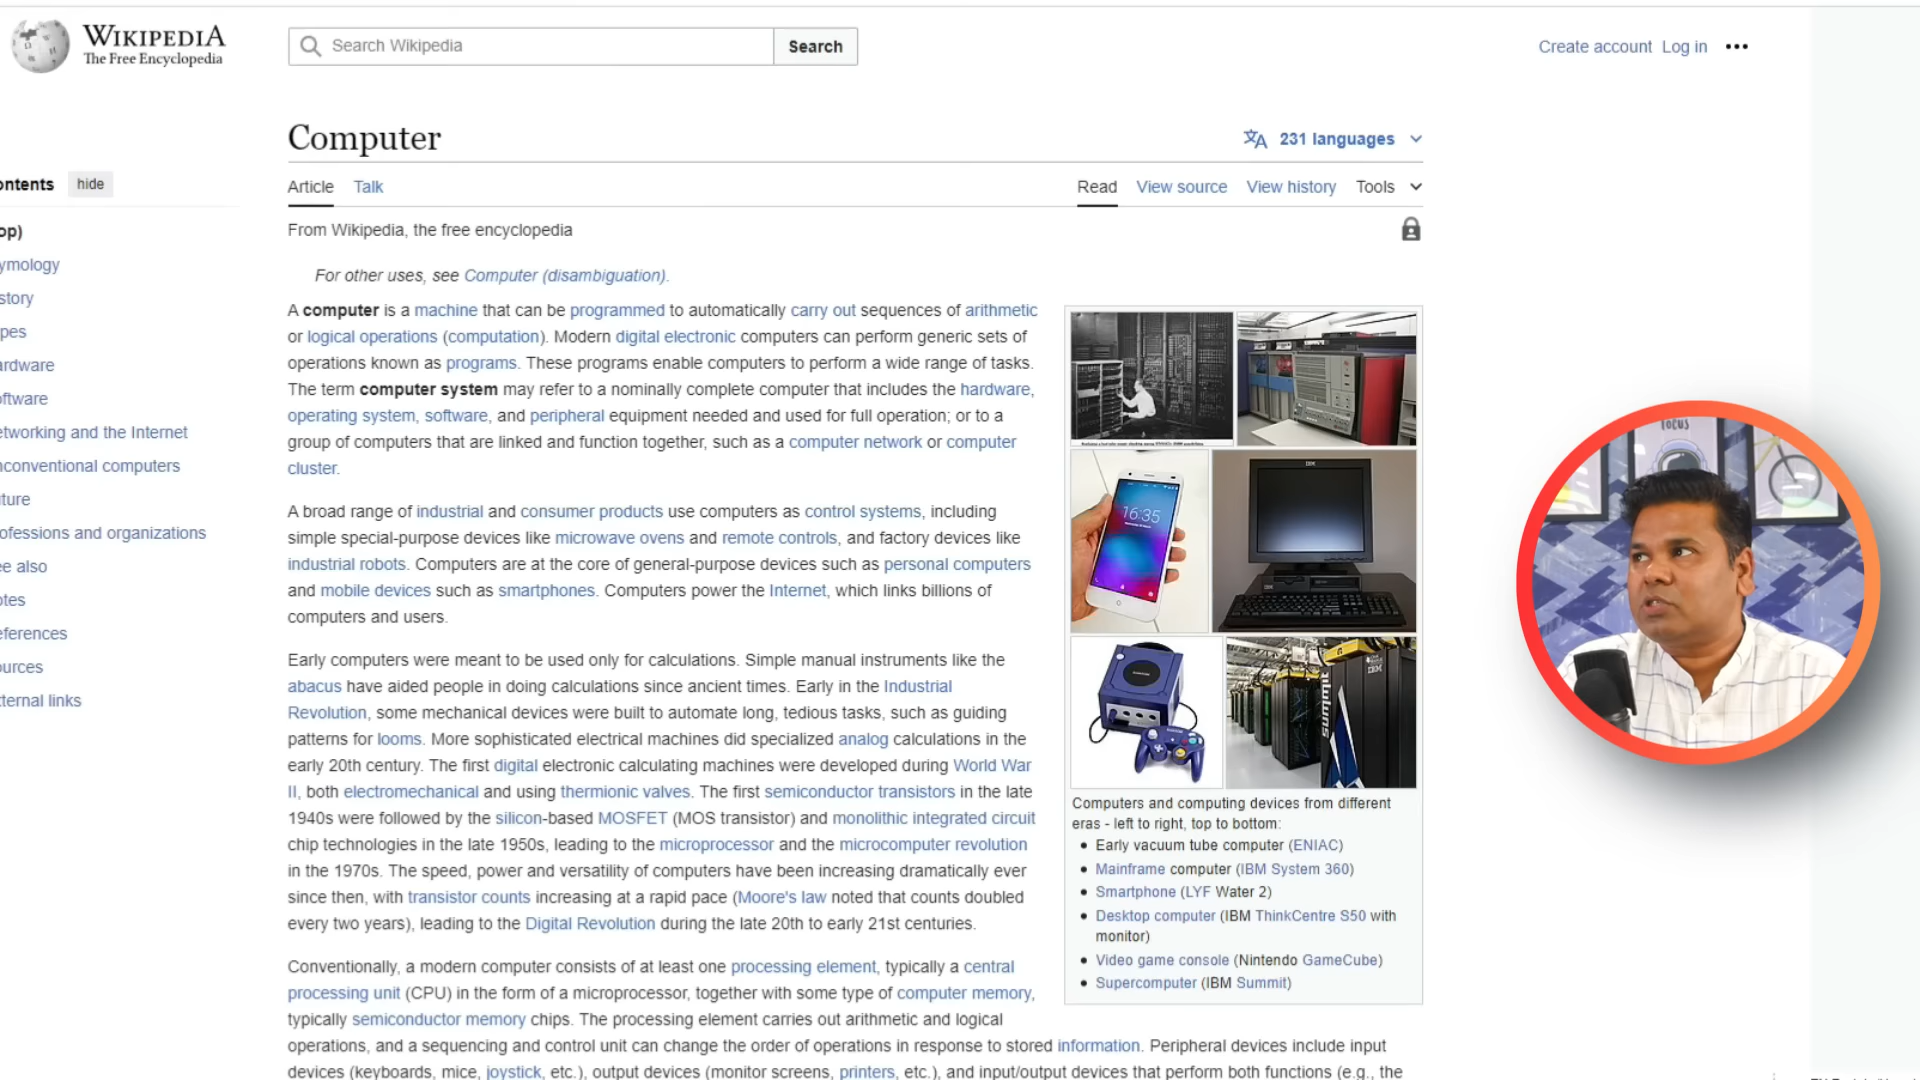 WIKIPEDIA
The Free Encyclopedia
Search Wikipedia
Search
Create account
Log in
Computer
231 languages
ontents
hide
Article
Talk
Read
View source
View history
Tools
op)
ymology
story
pes
ardware
oftware
etworking and the Internet
nconventional computers
ture
ofessions and organizations
ee also
otes
eferences
ources
ternal links
From Wikipedia, the free encyclopedia
For other uses, see Computer (disambiguation).
A computer is a machine that can be programmed to automatically carry out sequences of arithmetic
or logical operations (computation). Modern digital electronic computers can perform generic sets of
operations known as programs. These programs enable computers to perform a wide range of tasks.
The term computer system may refer to a nominally complete computer that includes the hardware,
operating system, software, and peripheral equipment needed and used for full operation; or to a
group of computers that are linked and function together, such as a computer network or computer
cluster.
A broad range of industrial and consumer products use computers as control systems, including
simple special-purpose devices like microwave ovens and remote controls, and factory devices like
industrial robots. Computers are at the core of general-purpose devices such as personal computers
and mobile devices such as smartphones. Computers power the Internet, which links billions of
computers and users.
Early computers were meant to be used only for calculations. Simple manual instruments like the
abacus have aided people in doing calculations since ancient times. Early in the Industrial
Revolution, some mechanical devices were built to automate long, tedious tasks, such as guiding
patterns for looms. More sophisticated electrical machines did specialized analog calculations in the
early 20th century. The first digital electronic calculating machines were developed during World War
II, both electromechanical and using thermionic valves. The first semiconductor transistors in the late
1940s were followed by the silicon-based MOSFET (MOS transistor) and monolithic integrated circuit
chip technologies in the late 1950s, leading to the microprocessor and the microcomputer revolution
in the 1970s. The speed, power and versatility of computers have been increasing dramatically ever
since then, with transistor counts increasing at a rapid pace (Moore's law noted that counts doubled
every two years), leading to the Digital Revolution during the late 20th to early 21st centuries.
Conventionally, a modern computer consists of at least one processing element, typically a central
processing unit (CPU) in the form of a microprocessor, together with some type of computer memory,
typically semiconductor memory chips. The processing element carries out arithmetic and logical
operations, and a sequencing and control unit can change the order of operations in response to stored information. Peripheral devices include input
devices (keyboards, mice, joystick, etc.), output devices (monitor screens, printers, etc.), and input/output devices that perform both functions (e.g., the
16:35
IBM
summit
IBM
Computers and computing devices from different
eras - left to right, top to bottom:
Early vacuum tube computer (ENIAC)
Mainframe computer (IBM System 360)
Smartphone (LYF Water 2)
Desktop computer (IBM ThinkCentre S50 with
monitor)
Video game console (Nintendo GameCube)
Supercomputer (IBM Summit)
FOCUS